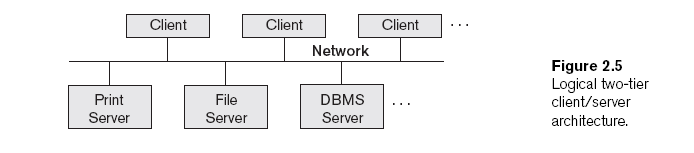 Client Client Client ...
Network
Print Server File Server DBMS Server ...
Figure 2.5
Logical two-tier
client/server
architecture.